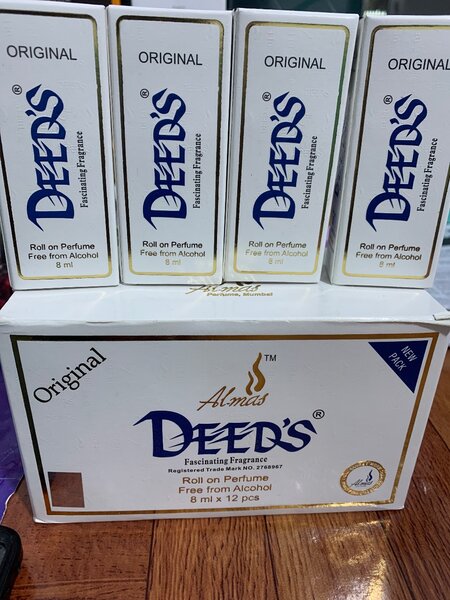 ORIGINAL
DEED'S®
Fascinating Fragrance
Roll on Perfume
Free from Alcohol
8 ml
ORIGINAL
DEED'S®
Fascinating Fragrance
Roll on Perfume
Free from Alcohol
8 ml
ORIGINAL
DEED'S®
Fascinating Fragrance
Roll on Perfume
Free from Alcohol
8 ml
ORIGINAL
DEED'S®
Fascinating Fragrance
Roll on Perfume
Free from Alcohol
8 ml
Almas
Perfume, Mumbai
Original
NEW PACK
Almas™
DEED'S®
Fascinating Fragrance
Registered Trade Mark NO. 2768967
Roll on Perfume
Free from Alcohol
8 ml x 12 pcs
Almas